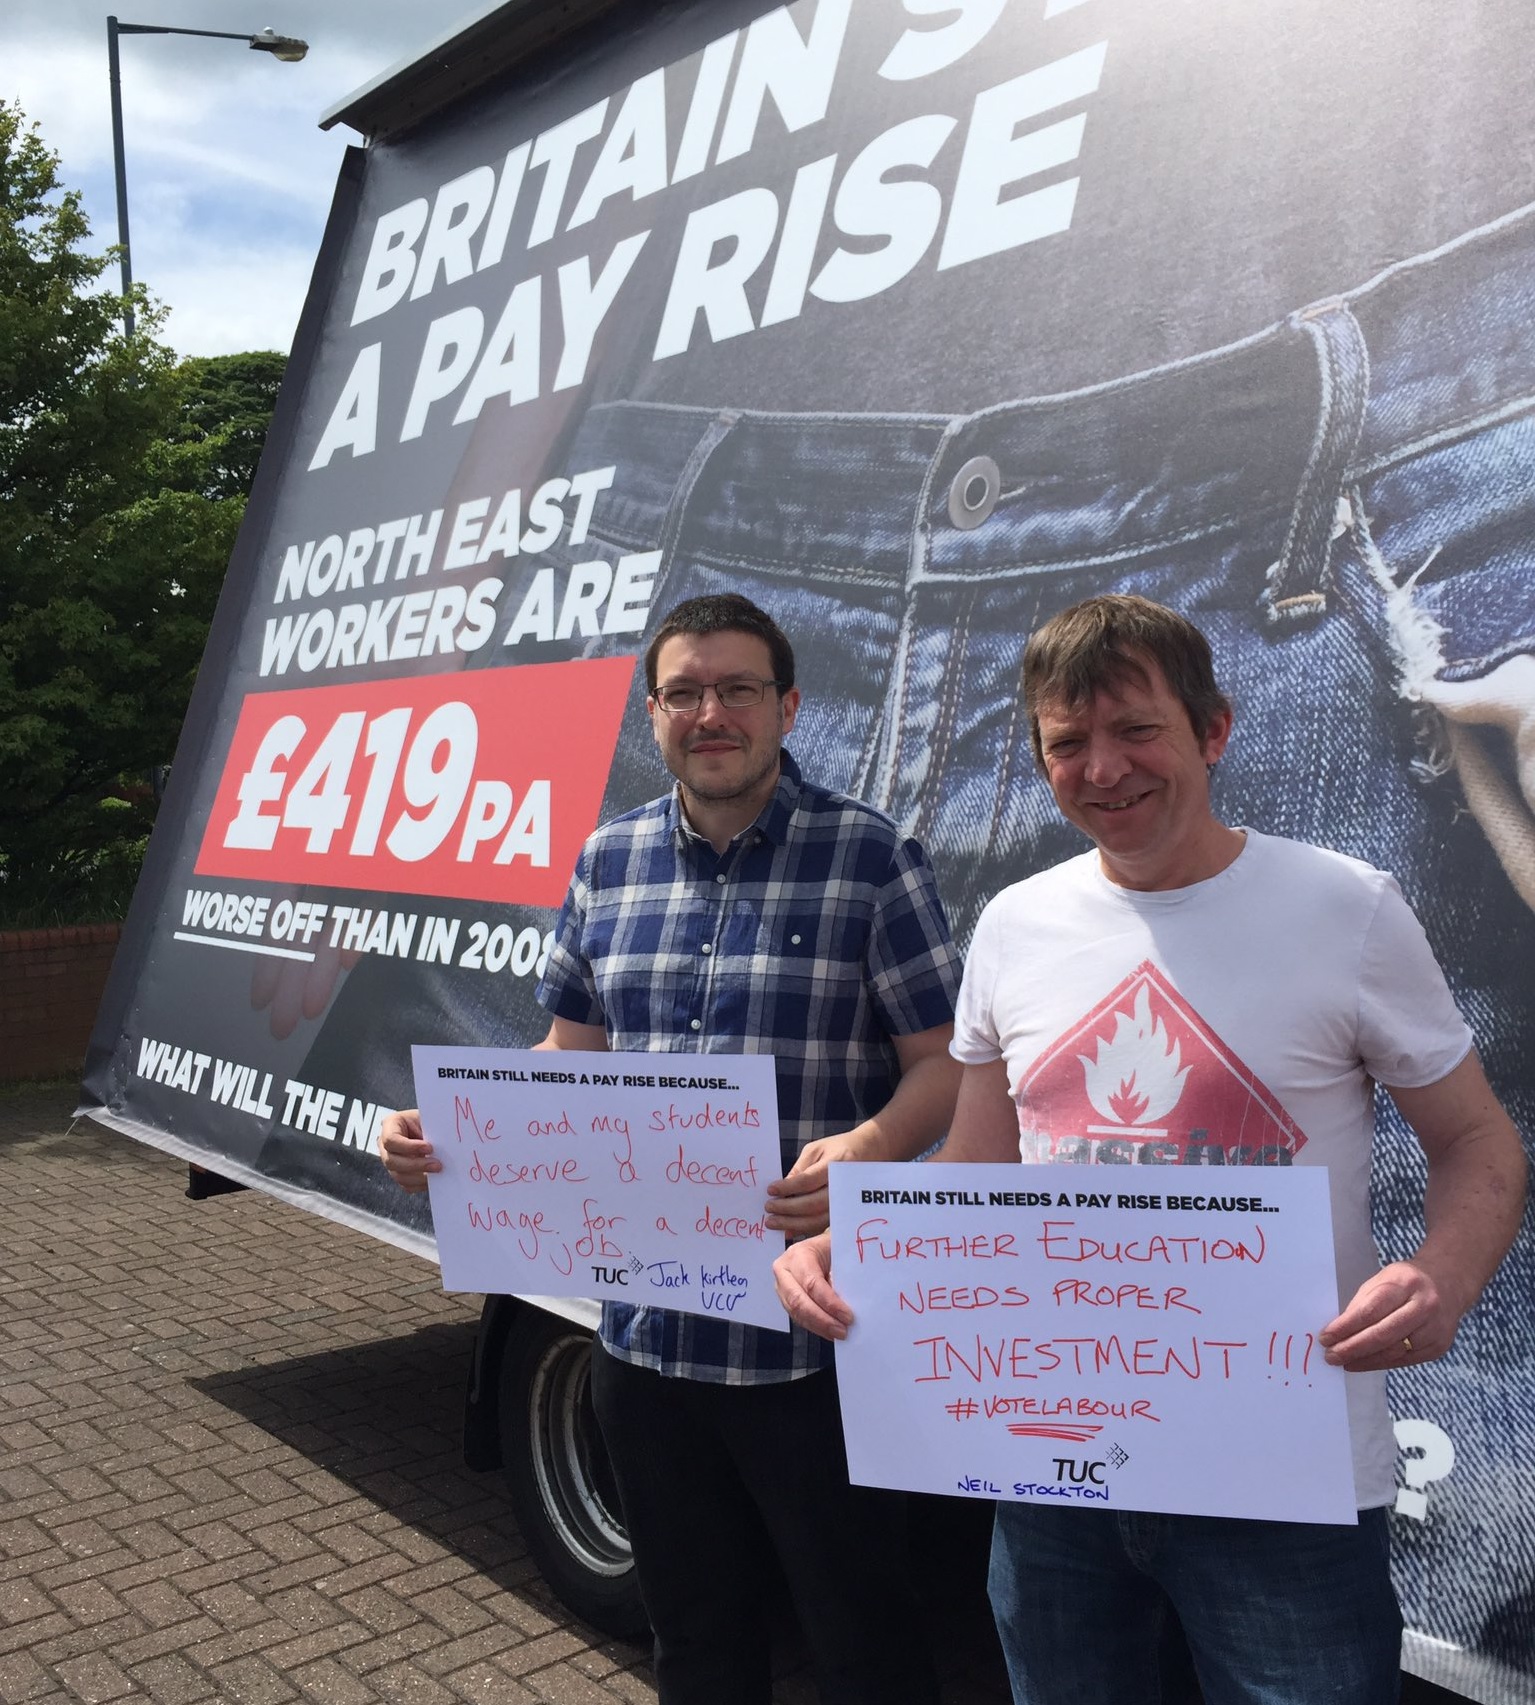 BRITAIN
A PAY RISE
NORTH EAST
WORKERS ARE
£419PA
WORSE OFF THAN IN 2008
WHAT WILL THE
?
BRITAIN STILL NEEDS A PAY RISE BECAUSE...
Me and my students
deserve a decent
wage for a decent
job.
TUC Jack
UCU
massive
BRITAIN STILL NEEDS A PAY RISE BECAUSE...
FURTHER EDUCATION
NEEDS PROPER
INVESTMENT !!!
#VOTELABOUR
TUC
NEIL STOCKTON